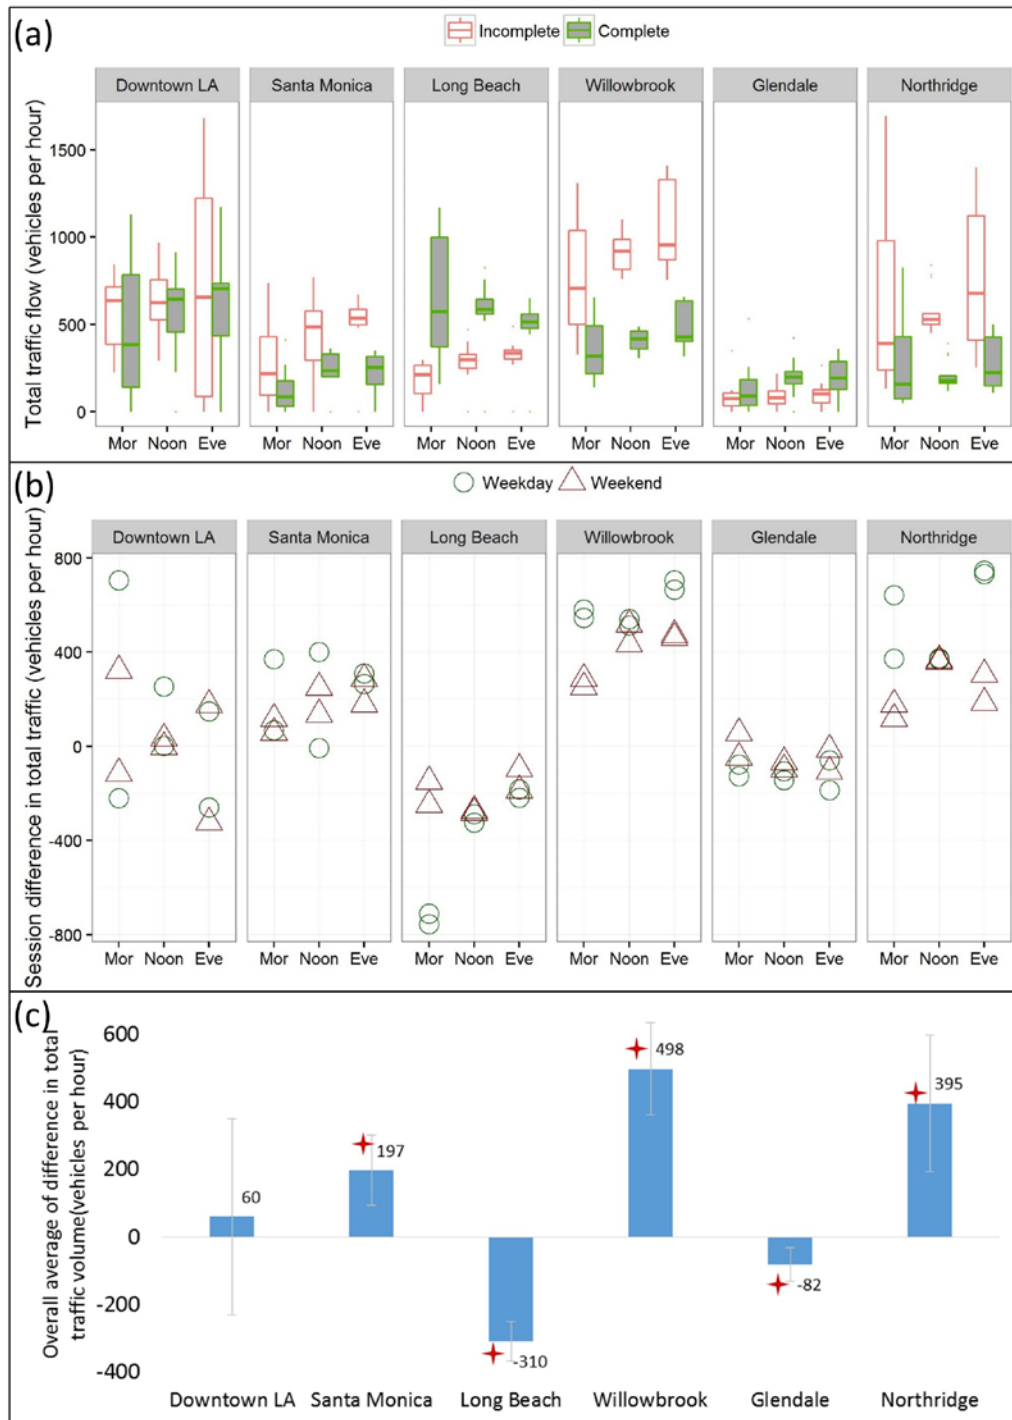 (a)
Incomplete Complete
Downtown LA Santa Monica Long Beach Willowbrook Glendale Northridge
Total traffic flow (vehicles per hour)
1500
1000
500
0
Mor Noon Eve Mor Noon Eve Mor Noon Eve Mor Noon Eve Mor Noon Eve Mor Noon Eve
(b)
Weekday Weekend
Downtown LA Santa Monica Long Beach Willowbrook Glendale Northridge
Session difference in total traffic (vehicles per hour)
800
400
0
-400
-800
Mor Noon Eve Mor Noon Eve Mor Noon Eve Mor Noon Eve Mor Noon Eve Mor Noon Eve
(c)
Overall average of difference in total
traffic volume(vehicles per hour)
600
400
200
0
-200
-400
60
197
-310
498
-82
395
Downtown LA Santa Monica Long Beach Willowbrook Glendale Northridge